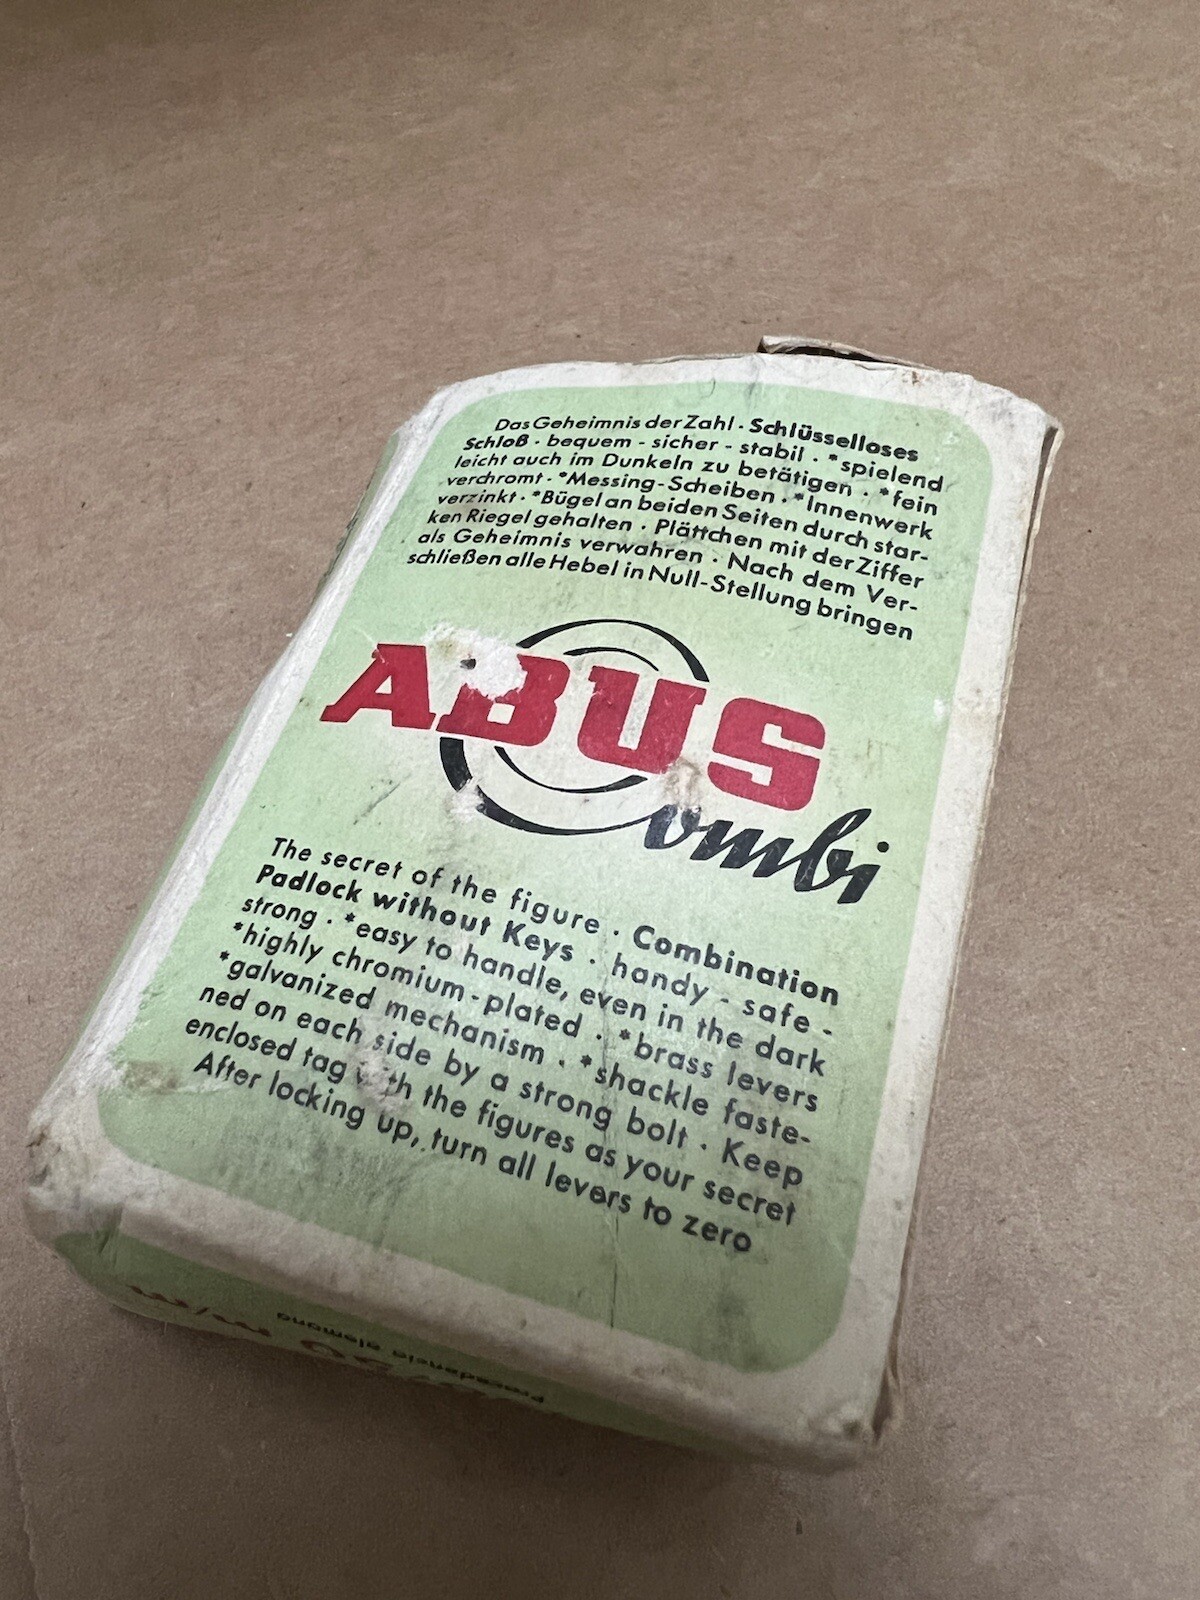 Das Geheimnis der Zahl · Schlüsselloses
Schloß · bequem - sicher - stabil · *spielend
leicht auch im Dunkeln zu betätigen · *fein
verchromt · *Messing-Scheiben · *Innenwerk
verzinkt · *Bügel an beiden Seiten durch star-
ken Riegel gehalten · Plättchen mit der Ziffer
als Geheimnis verwahren · Nach dem Ver-
schließen alle Hebel in Null-Stellung bringen
ABUS
Combi
The secret of the figure · Combination
Padlock without Keys · handy - safe -
strong · *easy to handle, even in the dark
*highly chromium-plated · *brass levers
*galvanized mechanism · *shackle faste-
ned on each side by a strong bolt · Keep
enclosed tag with the figures as your secret
After locking up, turn all levers to zero
Procedencia alemana
50 m/m